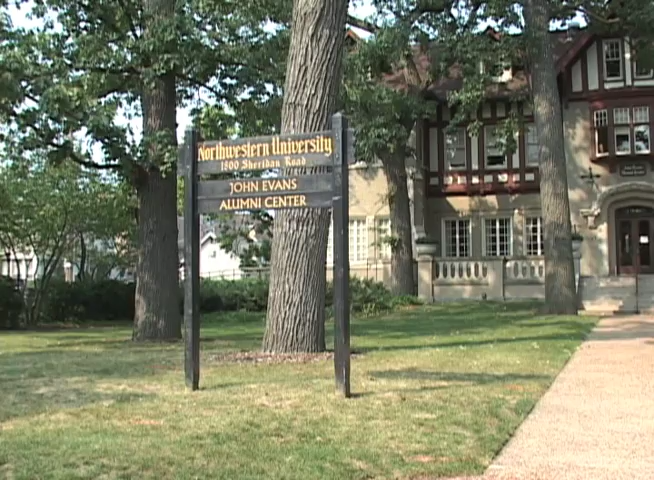 Northwestern University
1800 Sheridan Road
JOHN EVANS
ALUMNI CENTER